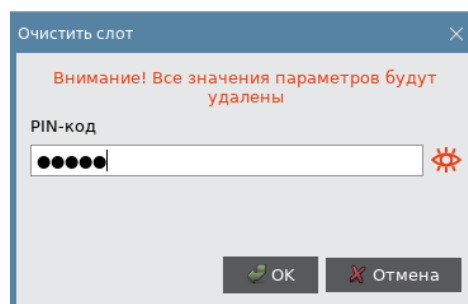 Очистить слот
Внимание! Все значения параметров будут
удалены
PIN-код
●●●●●
OK
Отмена